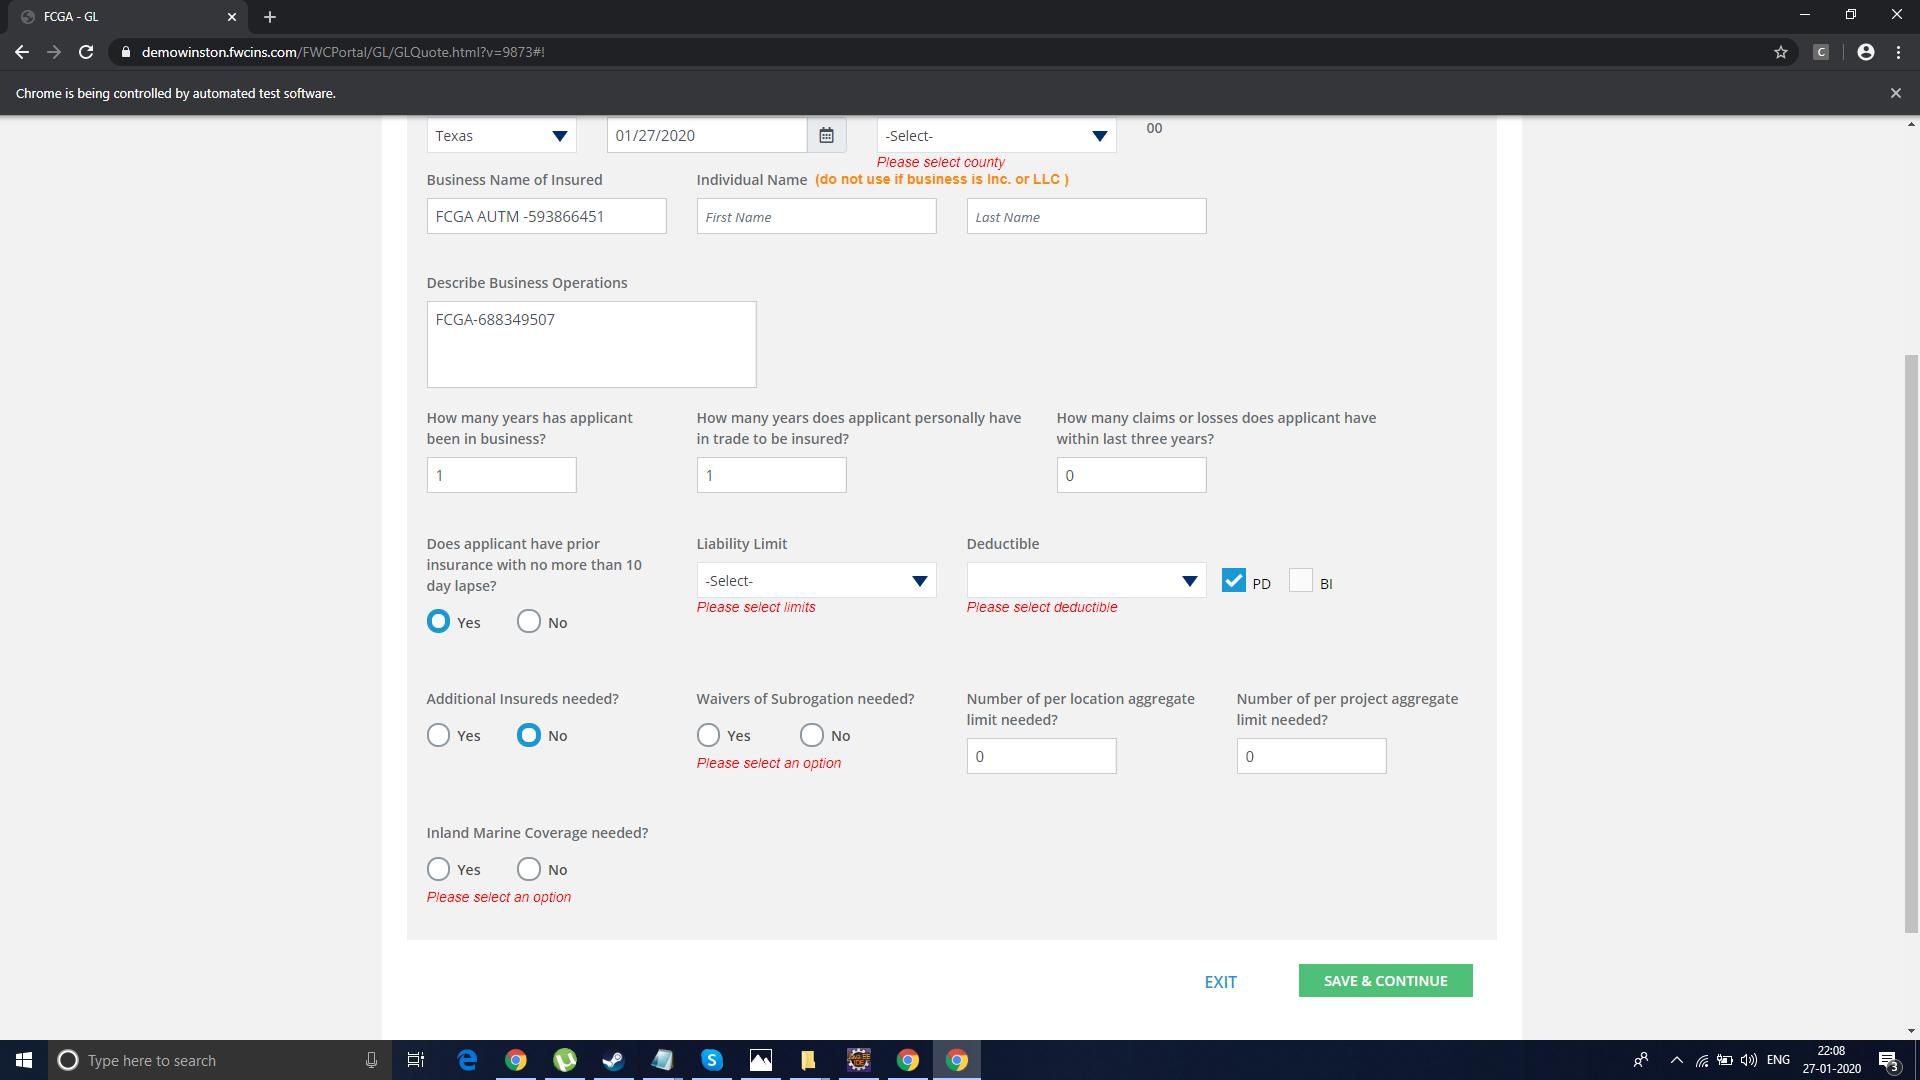 FCGA - GL
demowinston.fwcins.com/FWCPortal/GL/GLQuote.html?v=9873#!
C
Chrome is being controlled by automated test software.
Texas
01/27/2020
-Select-
00
Please select county
Business Name of Insured
Individual Name (do not use if business is Inc. or LLC )
FCGA AUTM -593866451
First Name
Last Name
Describe Business Operations
FCGA-688349507
How many years has applicant
been in business?
1
How many years does applicant personally have
in trade to be insured?
1
How many claims or losses does applicant have
within last three years?
0
Does applicant have prior
insurance with no more than 10
day lapse?
Yes No
Liability Limit
-Select-
Please select limits
Deductible
PD BI
Please select deductible
Additional Insureds needed?
Yes No
Waivers of Subrogation needed?
Yes No
Please select an option
Number of per location aggregate
limit needed?
0
Number of per project aggregate
limit needed?
0
Inland Marine Coverage needed?
Yes No
Please select an option
EXIT
SAVE & CONTINUE
Type here to search
ENG
22:08
27-01-2020
3